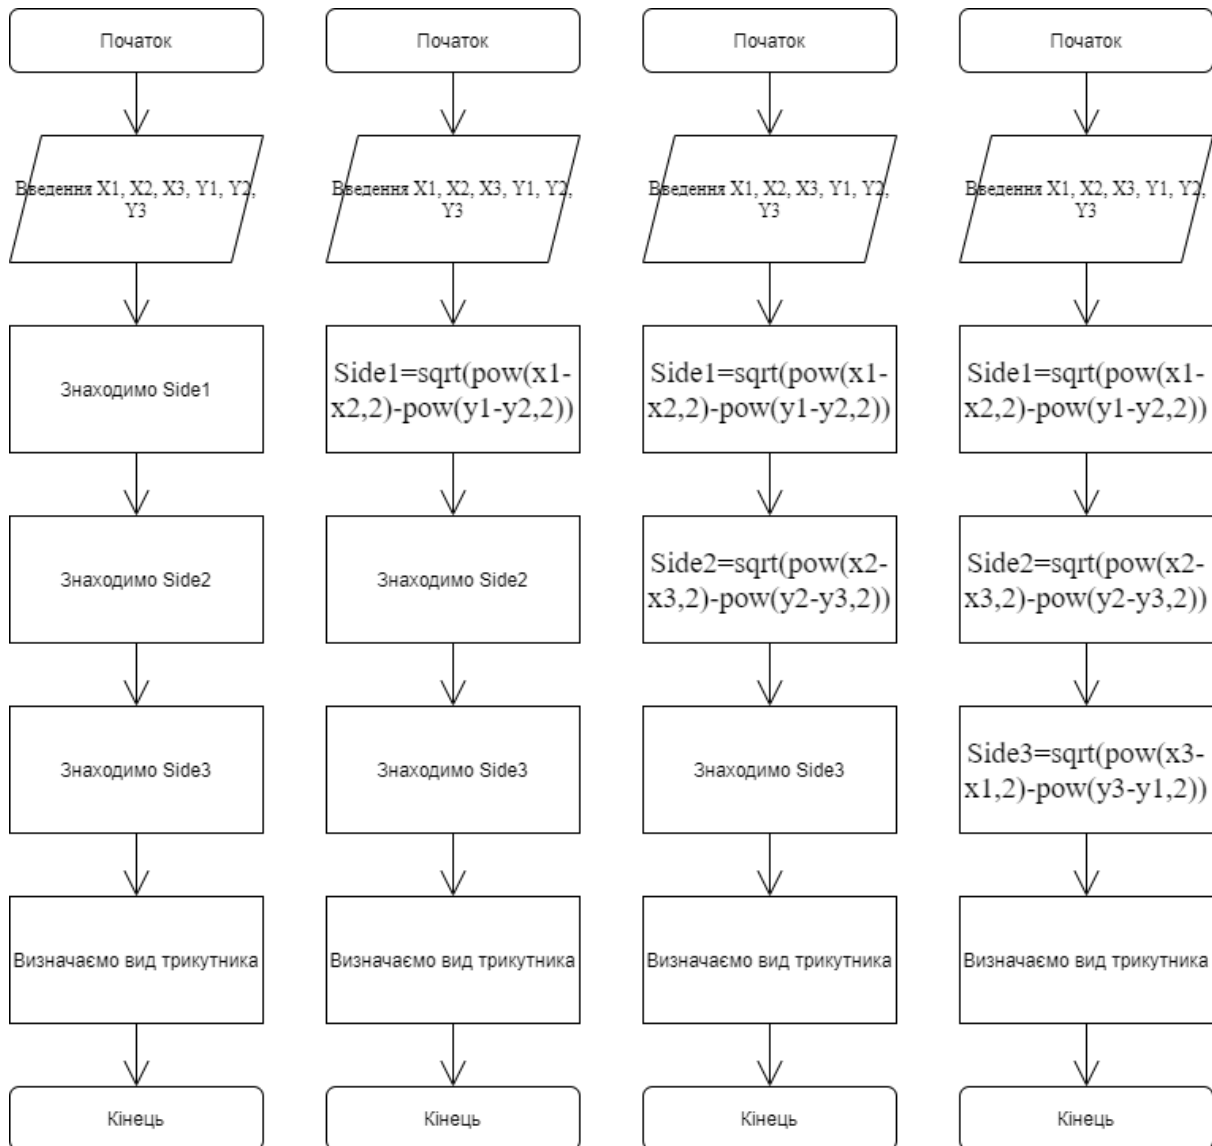 Початок
Введення X1, X2, X3, Y1, Y2,
Y3
Знаходимо Side1
Знаходимо Side2
Знаходимо Side3
Визначаємо вид трикутника
Кінець
Початок
Введення X1, X2, X3, Y1, Y2,
Y3
Side1=sqrt(pow(x1-
x2,2)-pow(y1-y2,2))
Знаходимо Side2
Знаходимо Side3
Визначаємо вид трикутника
Кінець
Початок
Введення X1, X2, X3, Y1, Y2,
Y3
Side1=sqrt(pow(x1-
x2,2)-pow(y1-y2,2))
Side2=sqrt(pow(x2-
x3,2)-pow(y2-y3,2))
Знаходимо Side3
Визначаємо вид трикутника
Кінець
Початок
Введення X1, X2, X3, Y1, Y2,
Y3
Side1=sqrt(pow(x1-
x2,2)-pow(y1-y2,2))
Side2=sqrt(pow(x2-
x3,2)-pow(y2-y3,2))
Side3=sqrt(pow(x3-
x1,2)-pow(y3-y1,2))
Визначаємо вид трикутника
Кінець